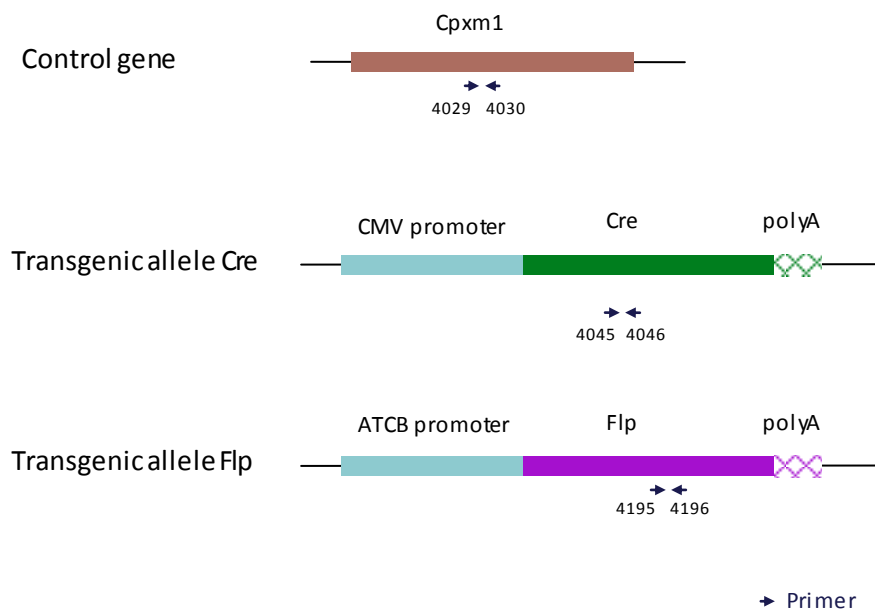 Cpxm1
Control gene
4029 4030
CMV promoter Cre polyA
Transgenic allele Cre
4045 4046
ATCB promoter Flp polyA
Transgenic allele Flp
4195 4196
Primer